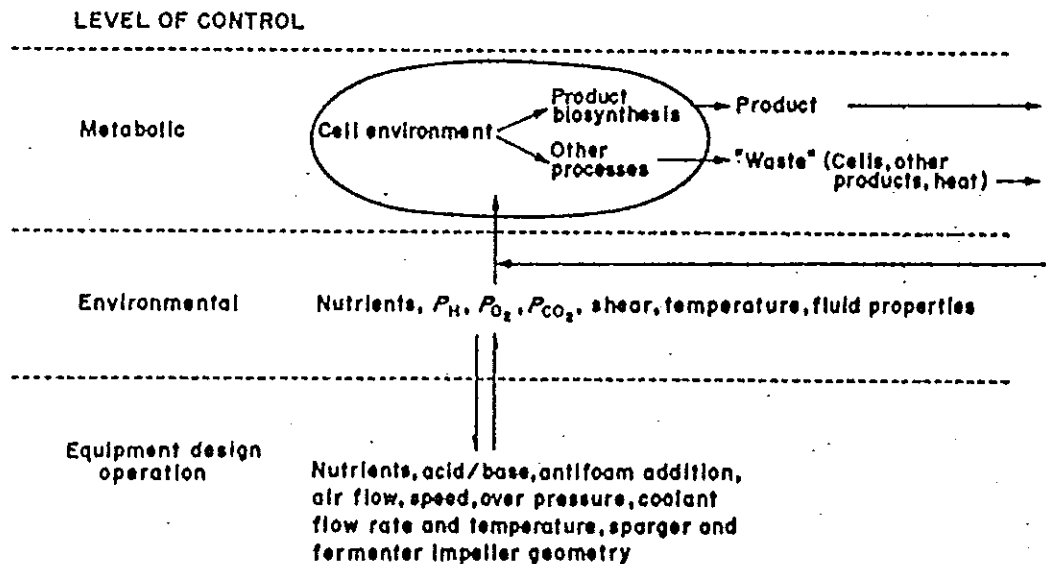 LEVEL OF CONTROL
Metabolic
Cell environment
Product
biosynthesis
Other
processes
Product
"Waste" (Cells, other
products, heat)
Environmental
Nutrients, PH, PO2, PCO2, shear, temperature, fluid properties
Equipment design
operation
Nutrients, acid/base, antifoam addition,
air flow, speed, over pressure, coolant
flow rate and temperature, sparger and
fermenter impeller geometry